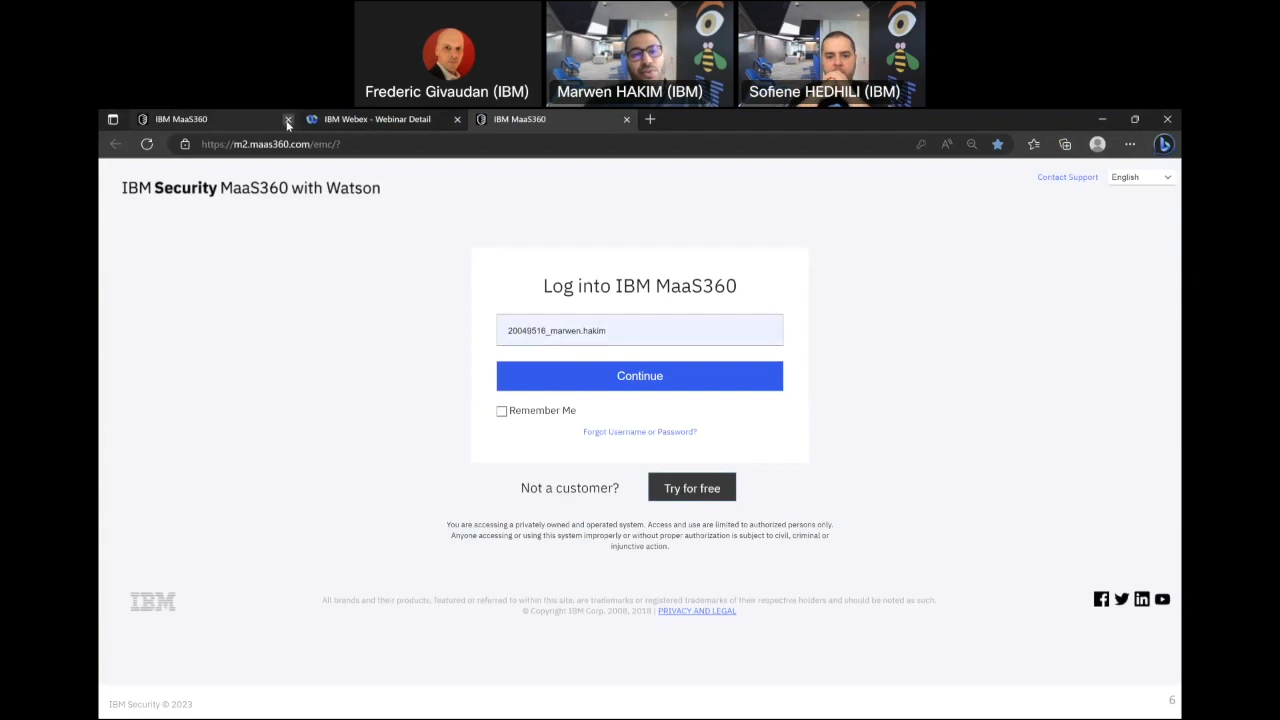 Frederic Givaudan (IBM)
Marwen HAKIM (IBM)
Sofiene HEDHILI (IBM)
IBM MaaS360
IBM Webex - Webinar Detail
IBM MaaS360
https://m2.maas360.com/emc/?
IBM Security MaaS360 with Watson
Contact Support
English
Log into IBM MaaS360
20049516_marwen.hakim
Continue
Remember Me
Forgot Username or Password?
Not a customer?
Try for free
You are accessing a privately owned and operated system. Access and use are limited to authorized persons only.
Anyone accessing or using this system improperly or without proper authorization is subject to civil, criminal or
injunctive action.
IBM
All brands and their products, featured or referred to within this site, are trademarks or registered trademarks of their respective holders and should be noted as such.
© Copyright IBM Corp. 2008, 2018 | PRIVACY AND LEGAL
IBM Security © 2023
6